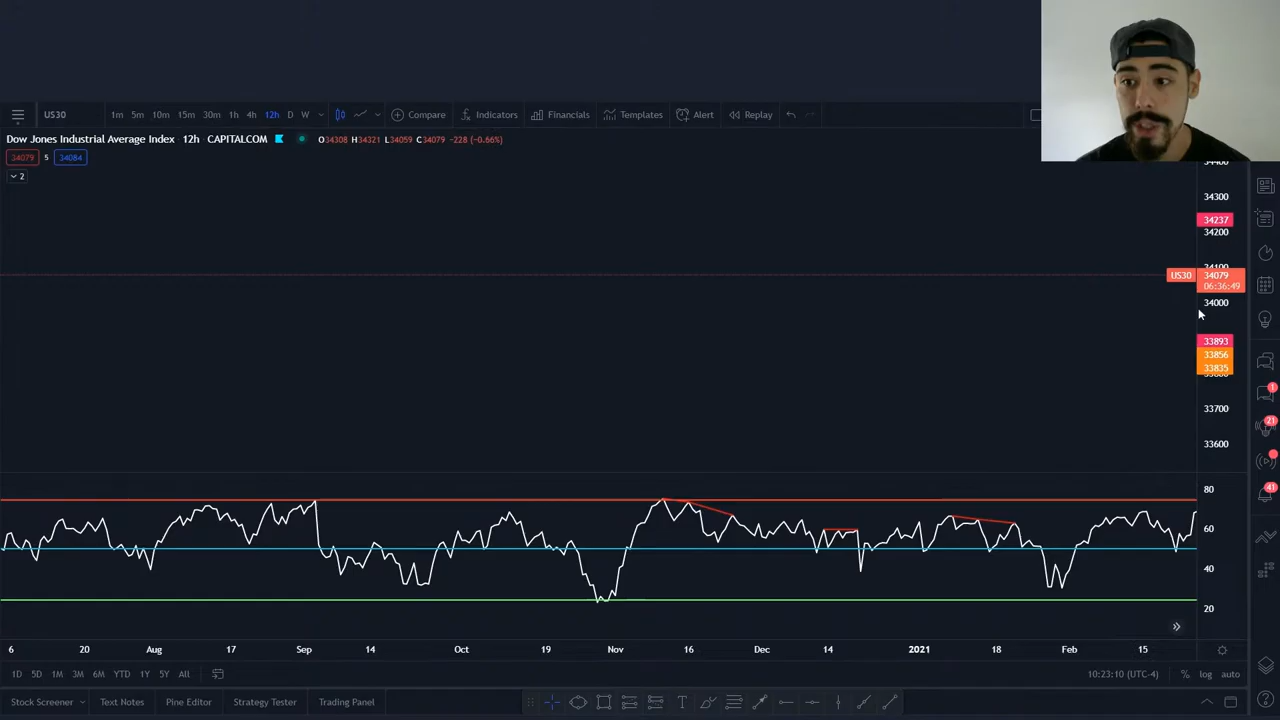 US30 1m 5m 10m 15m 30m 1h 4h 12h D W Compare Indicators Financials Templates Alert Replay
Dow Jones Industrial Average Index · 12h · CAPITALCOM O34308 H34321 L34059 C34079 -228 (-0.66%)
34079 5 34084
2
34300
34237
34200
US30 34079
06:36:49
34000
33893
33856
33835
33700
33600
80
60
40
20
6 20 Aug 17 Sep 14 Oct 19 Nov 16 Dec 14 2021 18 Feb 15
1D 5D 1M 3M 6M YTD 1Y 5Y All 10:23:10 (UTC-4) % log auto
Stock Screener Text Notes Pine Editor Strategy Tester Trading Panel
1
23
41